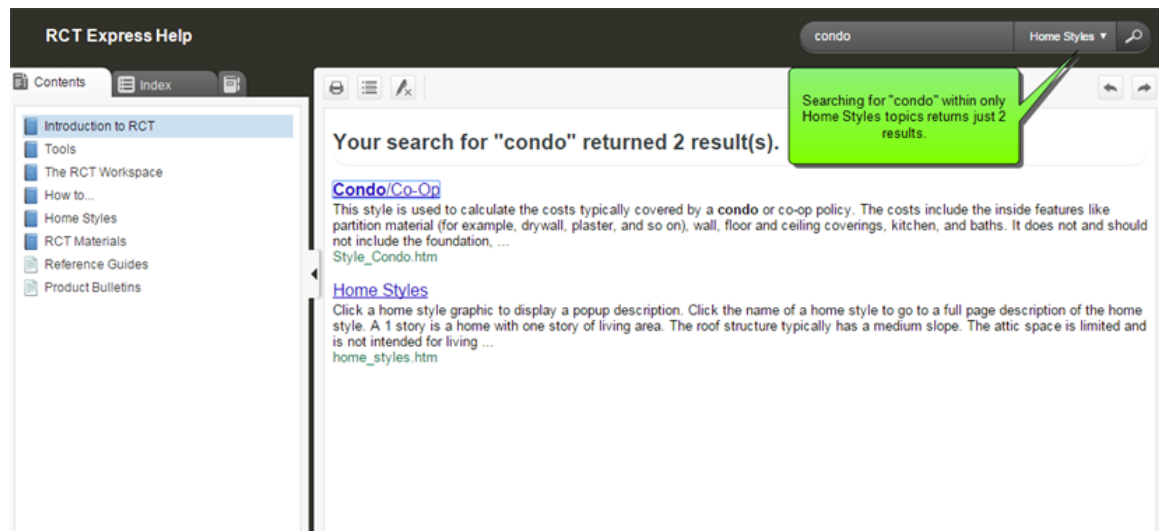 RCT Express Help
condo
Home Styles
Contents
Index
Searching for "condo" within only
Home Styles topics returns just 2
results.
Introduction to RCT
Tools
The RCT Workspace
How to...
Home Styles
RCT Materials
Reference Guides
Product Bulletins
Your search for "condo" returned 2 result(s).
Condo/Co-Op
This style is used to calculate the costs typically covered by a condo or co-op policy. The costs include the inside features like
partition material (for example, drywall, plaster, and so on), wall, floor and ceiling coverings, kitchen, and baths. It does not and should
not include the foundation, ...
Style_Condo.htm
Home Styles
Click a home style graphic to display a popup description. Click the name of a home style to go to a full page description of the home
style. A 1 story is a home with one story of living area. The roof structure typically has a medium slope. The attic space is limited and
is not intended for living ...
home_styles.htm